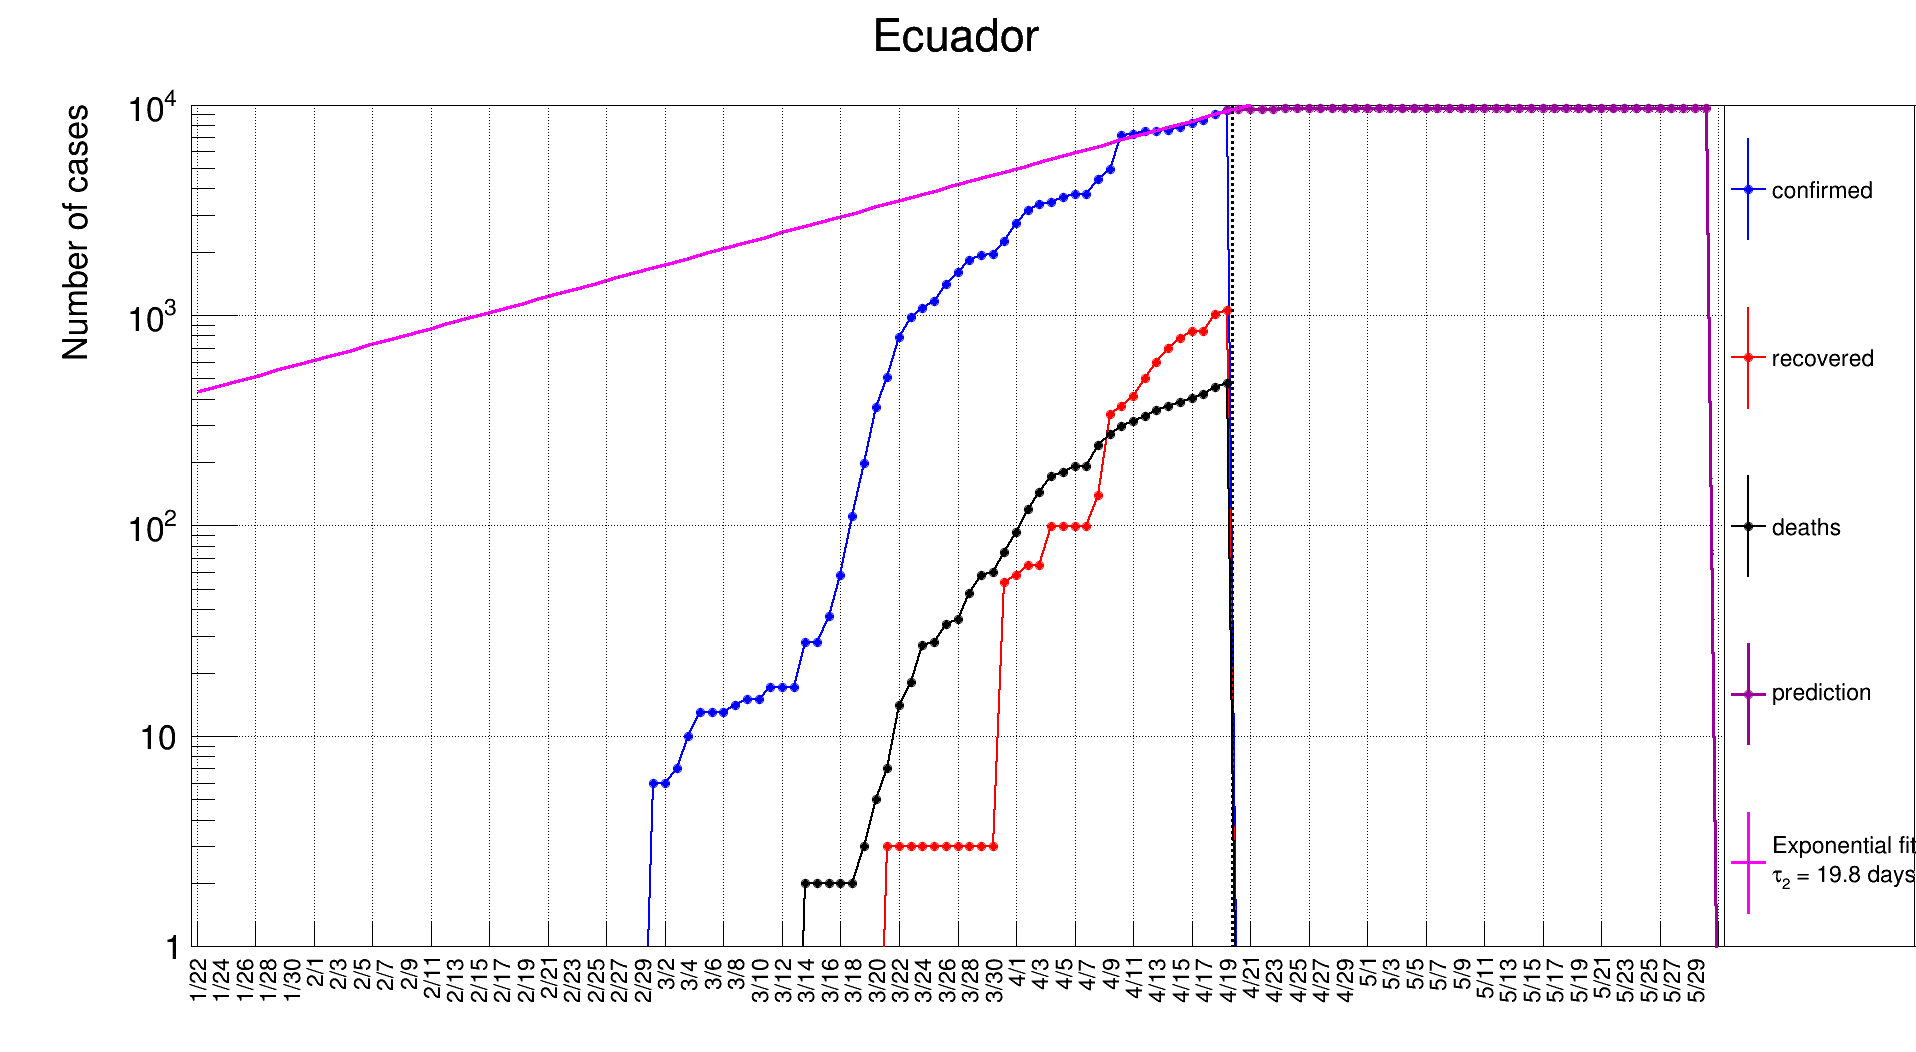 Ecuador
Number of cases
10^4
10^3
10^2
10
1
1/22 1/24 1/26 1/28 1/30 2/1 2/3 2/5 2/7 2/9 2/11 2/13 2/15 2/17 2/19 2/21 2/23 2/25 2/27 2/29 3/2 3/4 3/6 3/8 3/10 3/12 3/14 3/16 3/18 3/20 3/22 3/24 3/26 3/28 3/30 4/1 4/3 4/5 4/7 4/9 4/11 4/13 4/15 4/17 4/19 4/21 4/23 4/25 4/27 4/29 5/1 5/3 5/5 5/7 5/9 5/11 5/13 5/15 5/17 5/19 5/21 5/23 5/25 5/27 5/29
confirmed
recovered
deaths
prediction
Exponential fit
τ₂ = 19.8 days